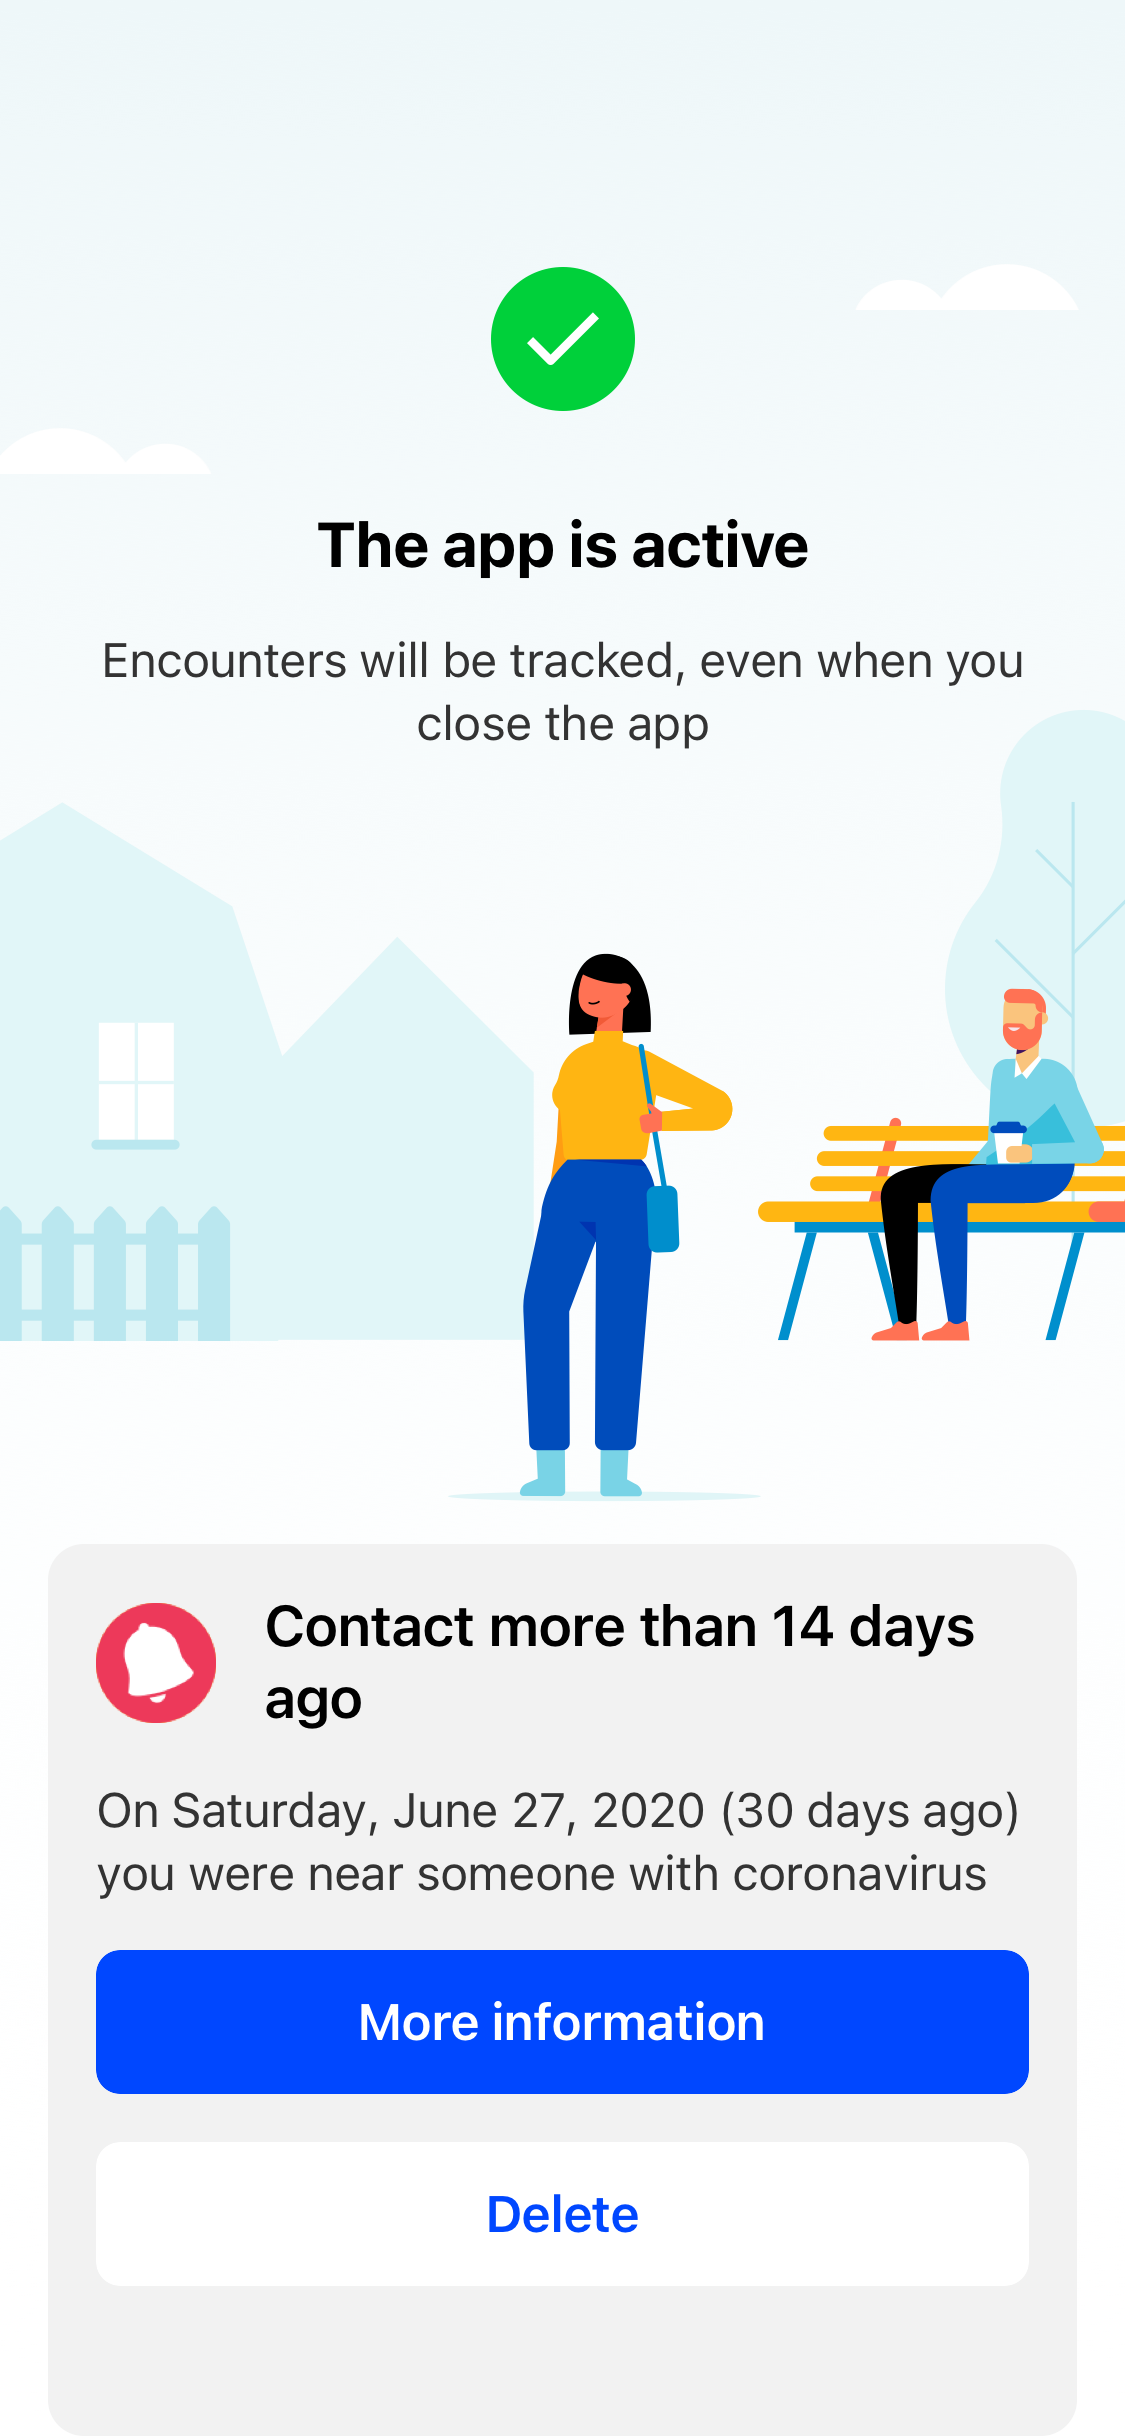 The app is active
Encounters will be tracked, even when you
close the app
Contact more than 14 days
ago
On Saturday, June 27, 2020 (30 days ago)
you were near someone with coronavirus
More information
Delete